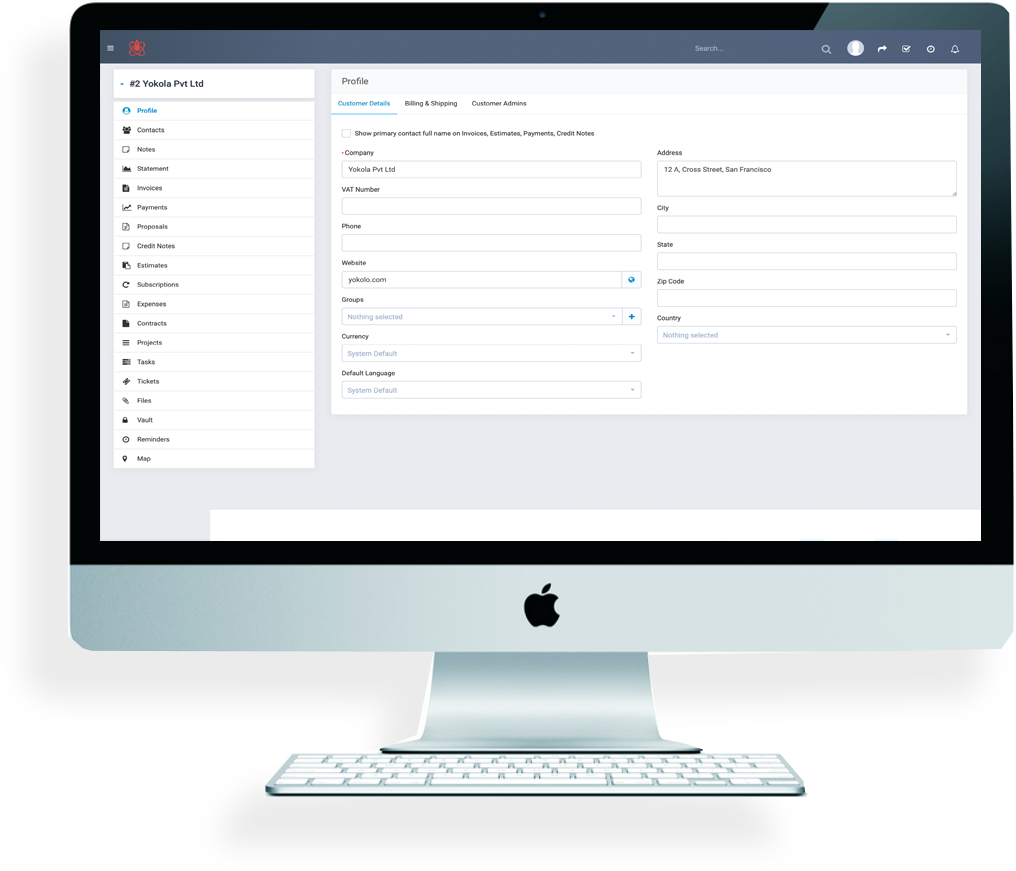 Search...
#2 Yokola Pvt Ltd
Profile
Contacts
Notes
Statement
Invoices
Payments
Proposals
Credit Notes
Estimates
Subscriptions
Expenses
Contracts
Projects
Tasks
Tickets
Files
Vault
Reminders
Map
Profile
Customer Details Billing & Shipping Customer Admins
Show primary contact full name on Invoices, Estimates, Payments, Credit Notes
* Company
Yokola Pvt Ltd
VAT Number
Phone
Website
yokolo.com
Groups
Nothing selected
Currency
System Default
Default Language
System Default
Address
12 A, Cross Street, San Francisco
City
State
Zip Code
Country
Nothing selected